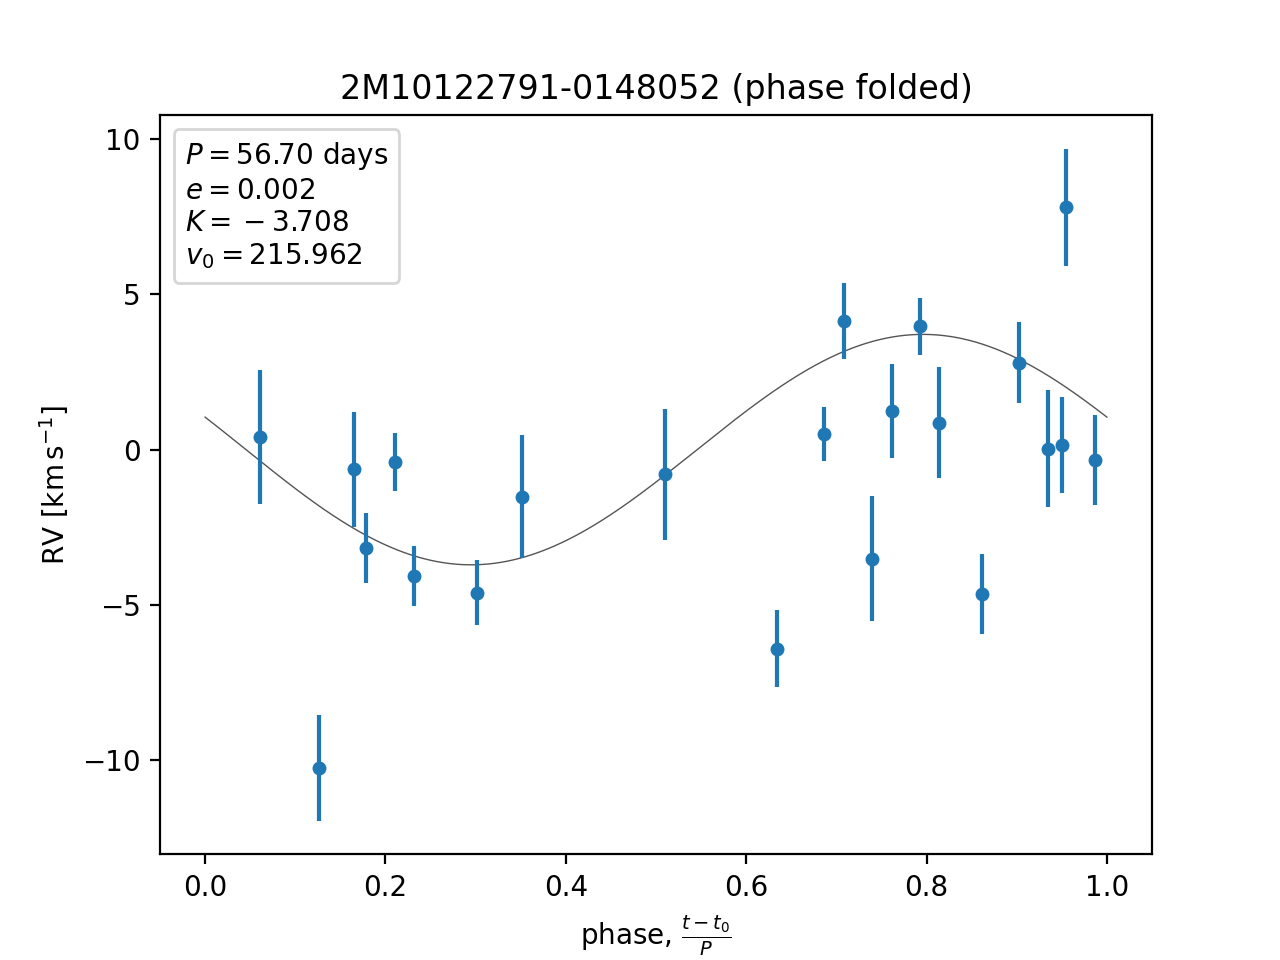 2M10122791-0148052 (phase folded)
P = 56.70 days
e = 0.002
K = −3.708
v₀ = 215.962
10
5
0
−5
−10
RV [km s⁻¹]
0.0 0.2 0.4 0.6 0.8 1.0
phase, (t − t₀)/P